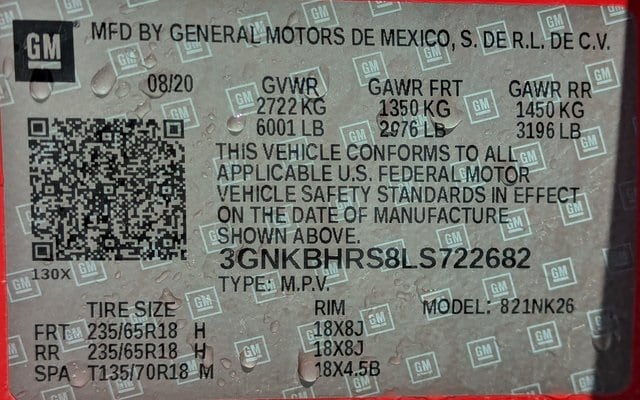 GM MFD BY GENERAL MOTORS DE MEXICO, S. DE R.L. DE C.V.
08/20 GVWR GAWR FRT GAWR RR
2722 KG 1350 KG 1450 KG
6001 LB 2976 LB 3196 LB
THIS VEHICLE CONFORMS TO ALL
APPLICABLE U.S. FEDERAL MOTOR
VEHICLE SAFETY STANDARDS IN EFFECT
ON THE DATE OF MANUFACTURE
SHOWN ABOVE.
3GNKBHRS8LS722682
130X
TYPE: M.P.V.
TIRE SIZE RIM MODEL: 821NK26
FRT 235/65R18 H 18X8J
RR 235/65R18 H 18X8J
SPA T135/70R18 M 18X4.5B